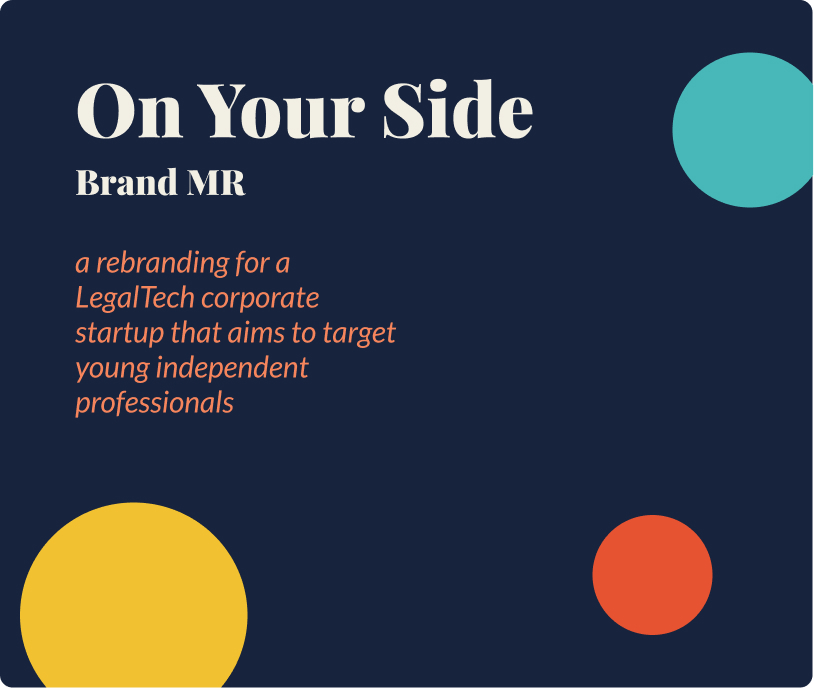 On Your Side
Brand MR
a rebranding for a
LegalTech corporate
startup that aims to target
young independent
professionals